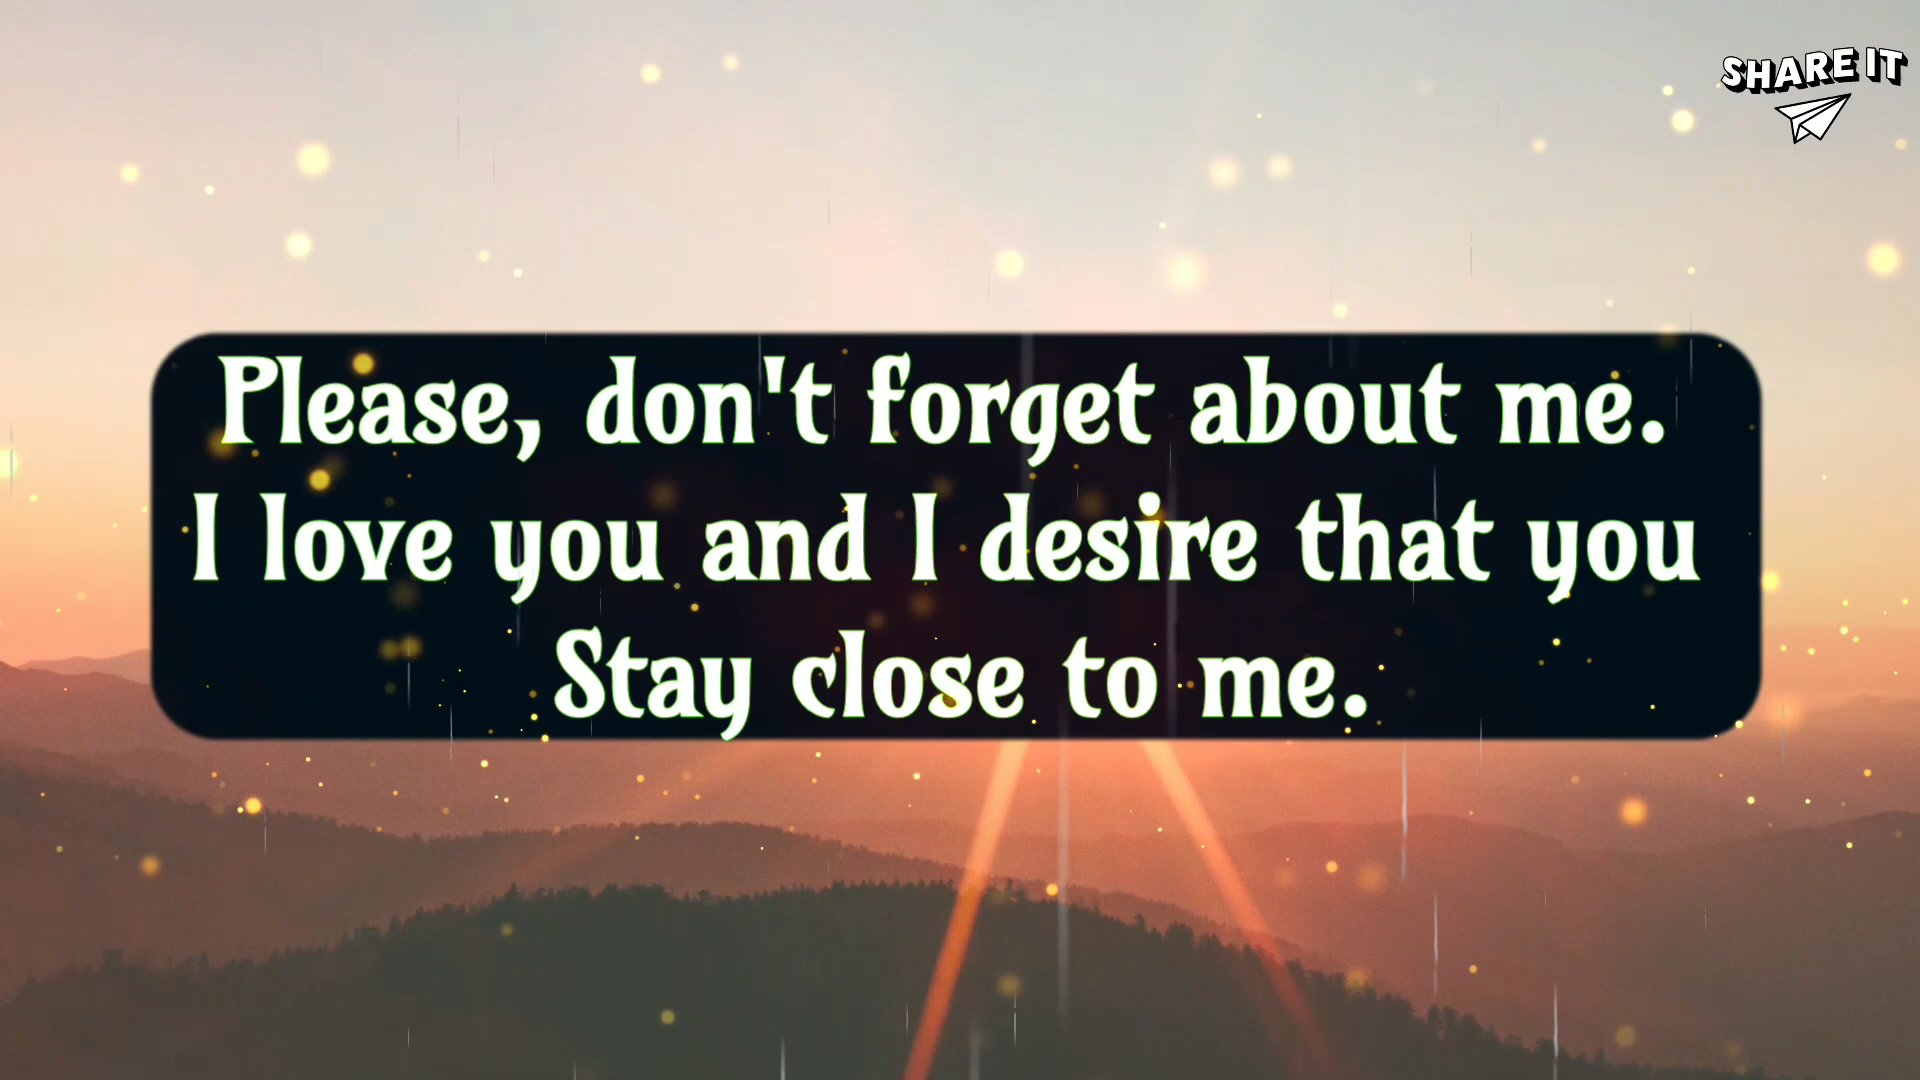 SHARE IT
Please, don't forget about me.
I love you and I desire that you
Stay close to me.